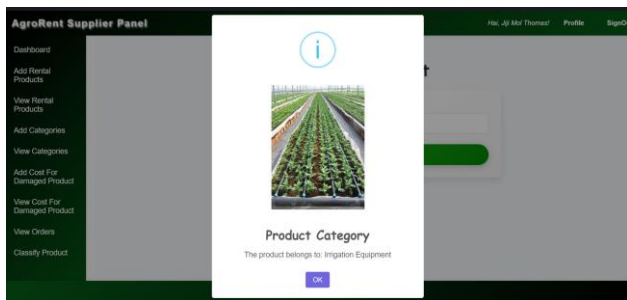 AgroRent Supplier Panel
Hai, Jiji Mol Thomas!
Profile
Dashboard
Add Rental
Products
View Rental
Products
Add Categories
View Categories
Add Cost For
Damaged Product
View Cost For
Damaged Product
View Orders
Classify Product
Product Category
The product belongs to: Irrigation Equipment
OK